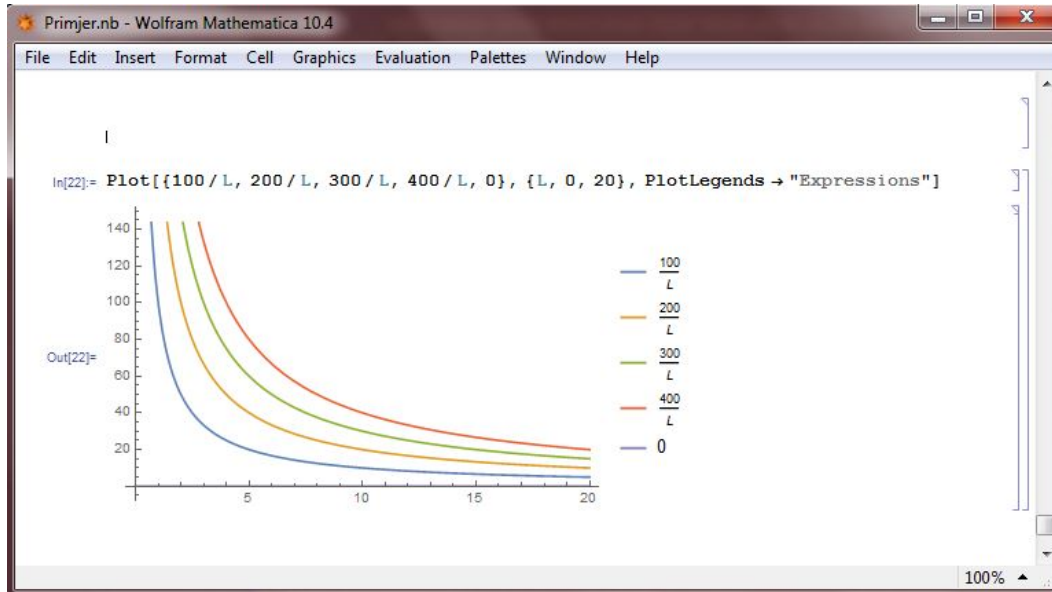 Primjer.nb - Wolfram Mathematica 10.4
File Edit Insert Format Cell Graphics Evaluation Palettes Window Help
In[22]:= Plot[{100/L, 200/L, 300/L, 400/L, 0}, {L, 0, 20}, PlotLegends → "Expressions"]
Out[22]=
140
120
100
80
60
40
20
5 10 15 20
100/L
200/L
300/L
400/L
0
100%